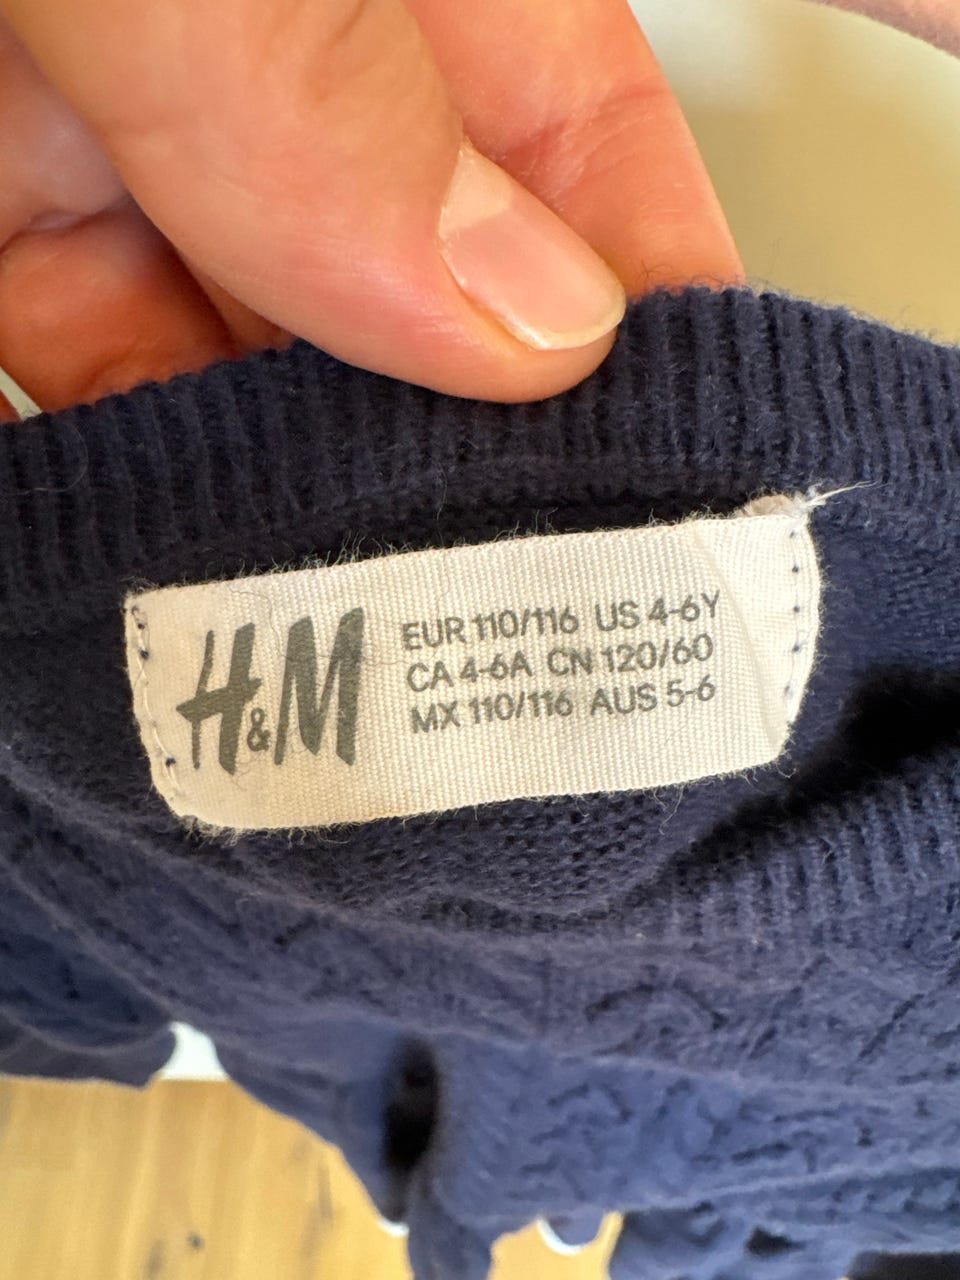 H&M
EUR 110/116 US 4-6Y
CA 4-6A CN 120/60
MX 110/116 AUS 5-6